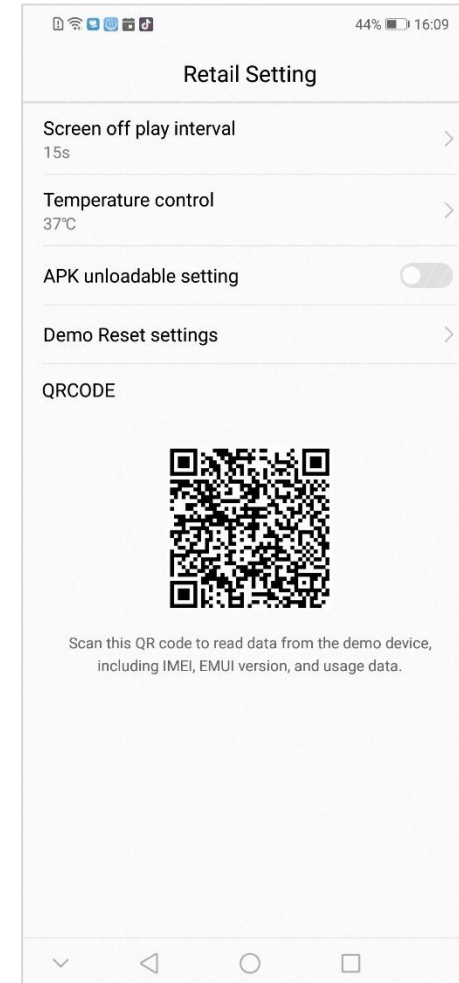 44% 16:09
Retail Setting
Screen off play interval
15s
Temperature control
37℃
APK unloadable setting
Demo Reset settings
QRCODE
Scan this QR code to read data from the demo device,
including IMEI, EMUI version, and usage data.